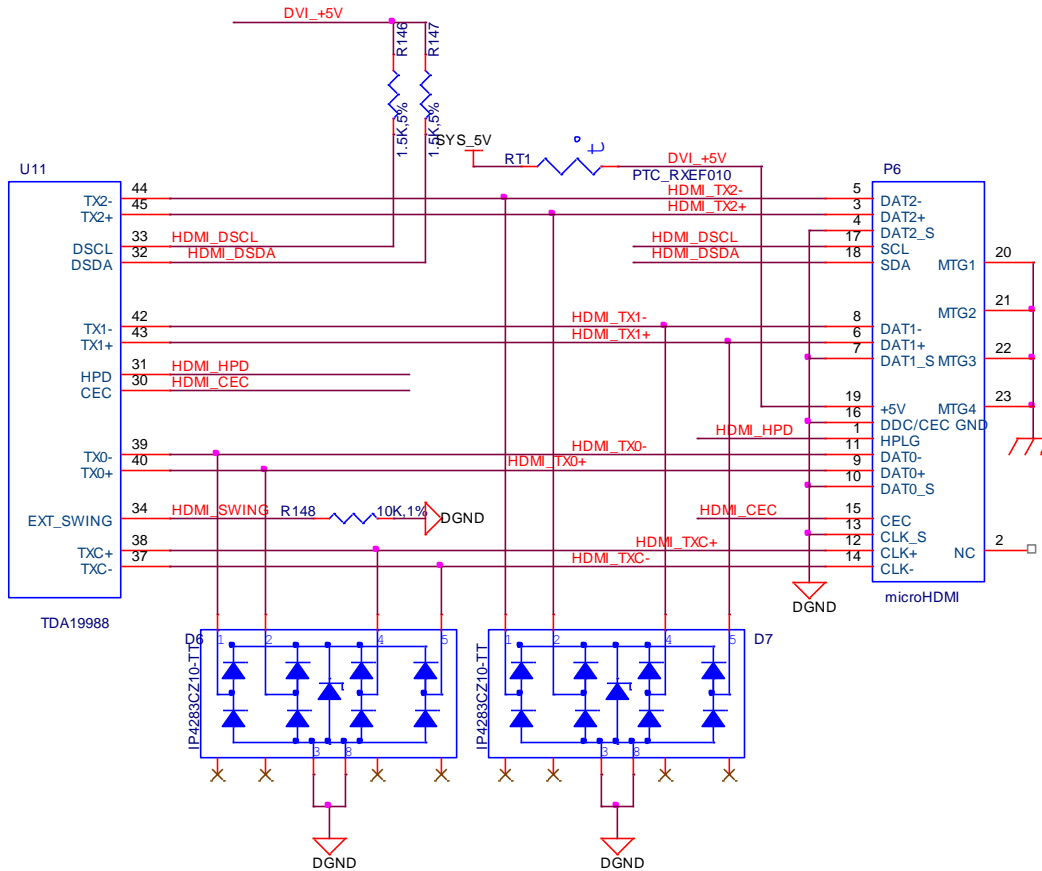 DVI_+5V
R146
R147
1.5K,5%
1.5K,5%
SYS_5V
RT1
t
DVI_+5V
PTC_RXEF010
U11
P6
44
TX2-
HDMI_TX2-
5
DAT2-
45
TX2+
HDMI_TX2+
3
DAT2+
4
DAT2_S
33
DSCL
HDMI_DSCL
HDMI_DSCL
17
SCL
32
DSDA
HDMI_DSDA
HDMI_DSDA
18
SDA
MTG1
20
MTG2
21
42
TX1-
HDMI_TX1-
8
DAT1-
43
TX1+
HDMI_TX1+
6
DAT1+
7
DAT1_S
MTG3
22
31
HPD
HDMI_HPD
30
CEC
HDMI_CEC
19
+5V
MTG4
23
16
DDC/CEC GND
HDMI_HPD
1
HPLG
39
TX0-
HDMI_TX0-
11
DAT0-
40
TX0+
HDMI_TX0+
9
DAT0+
10
DAT0_S
34
EXT_SWING
HDMI_SWING
R148
10K,1%
DGND
HDMI_CEC
15
CEC
13
CLK_S
38
TXC+
HDMI_TXC+
12
CLK+
NC
2
37
TXC-
HDMI_TXC-
14
CLK-
DGND
microHDMI
TDA19988
D6
1
2
4
5
IP4283CZ10-TT
3
8
DGND
D7
1
2
4
5
IP4283CZ10-TT
3
8
DGND